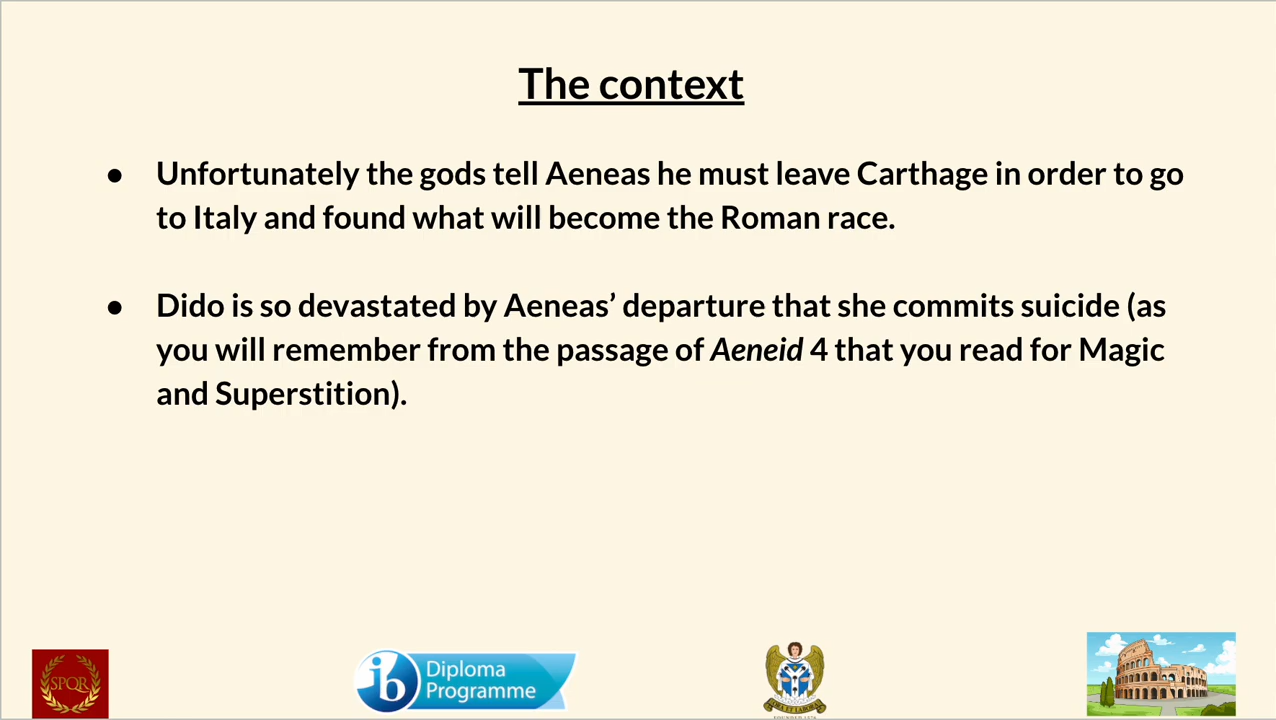 The context
● Unfortunately the gods tell Aeneas he must leave Carthage in order to go
to Italy and found what will become the Roman race.
● Dido is so devastated by Aeneas’ departure that she commits suicide (as
you will remember from the passage of Aeneid 4 that you read for Magic
and Superstition).
SPQR
ib Diploma
Programme